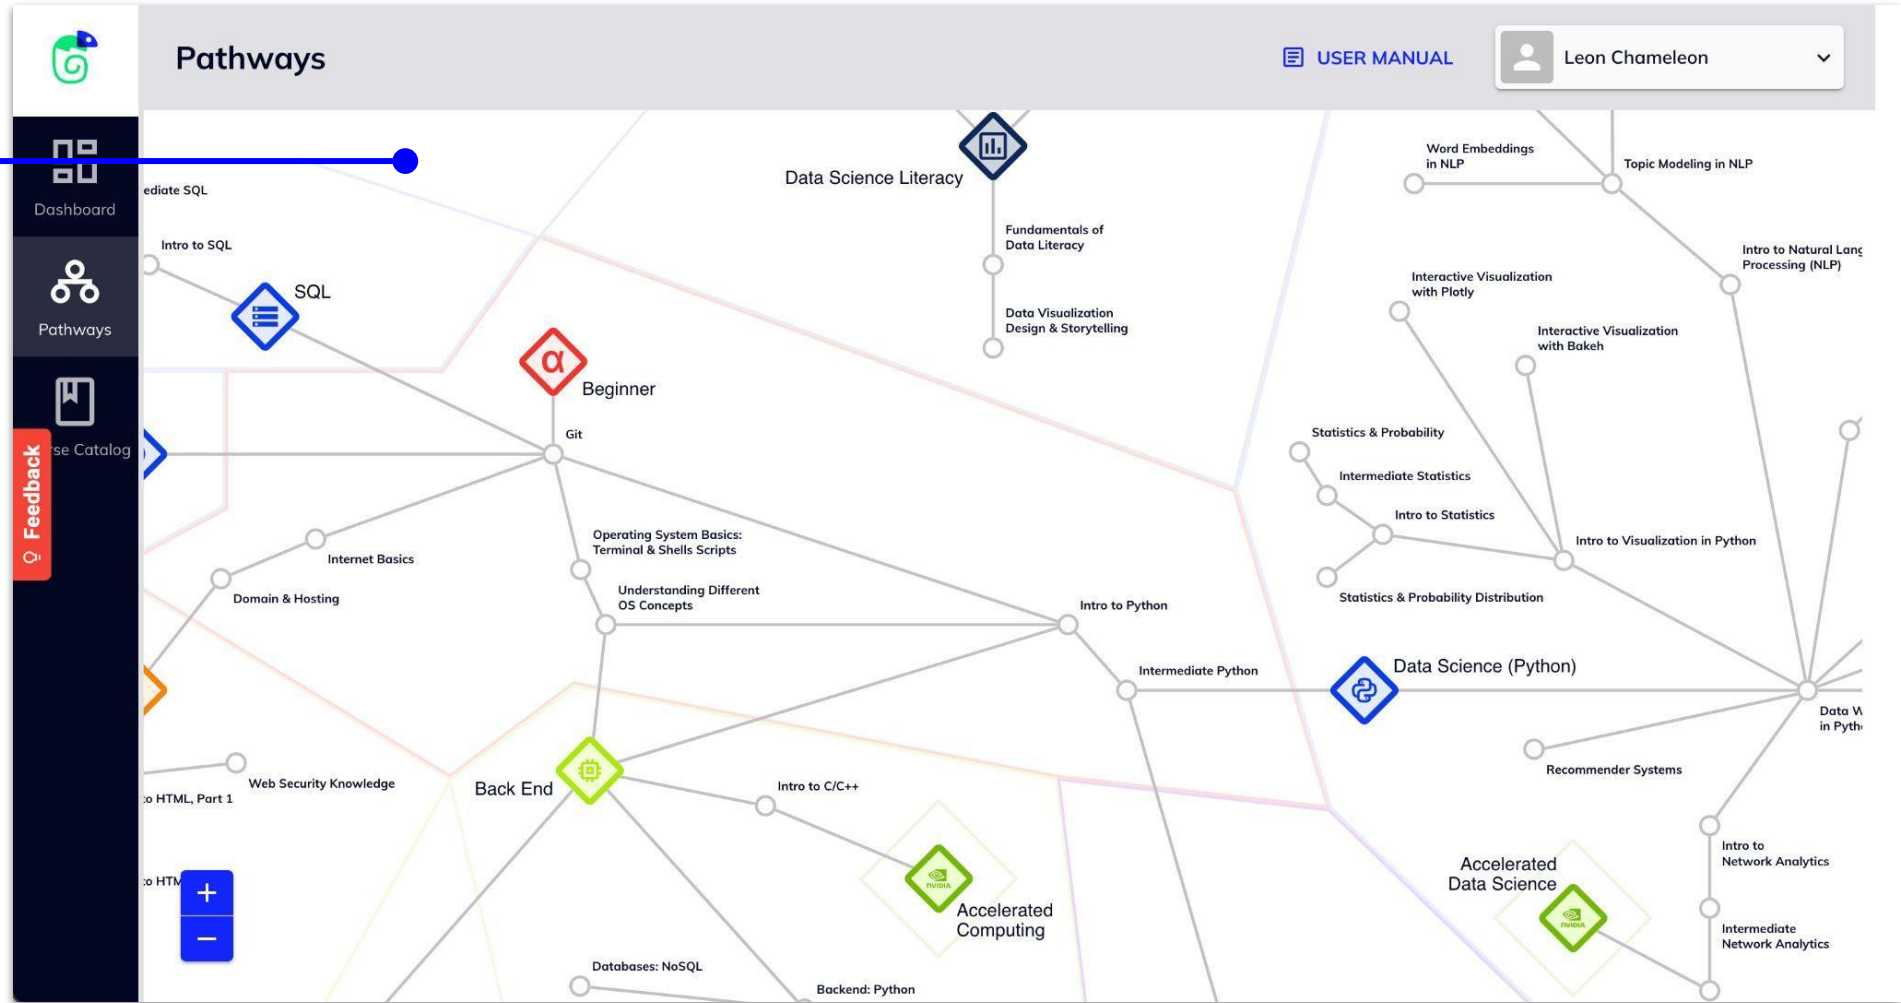 Pathways
USER MANUAL
Leon Chameleon
Dashboard
Pathways
se Catalog
Feedback
ediate SQL
Intro to SQL
SQL
α
Beginner
Git
Data Science Literacy
Fundamentals of
Data Literacy
Data Visualization
Design & Storytelling
Word Embeddings
in NLP
Topic Modeling in NLP
Intro to Natural Lang
Processing (NLP)
Interactive Visualization
with Plotly
Interactive Visualization
with Bakeh
Statistics & Probability
Intermediate Statistics
Intro to Statistics
Intro to Visualization in Python
Statistics & Probability Distribution
Internet Basics
Domain & Hosting
Operating System Basics:
Terminal & Shells Scripts
Understanding Different
OS Concepts
Intro to Python
Intermediate Python
Data Science (Python)
Data W
in Pyth
Recommender Systems
Web Security Knowledge
to HTML, Part 1
to HTM
Back End
Intro to C/C++
NVIDIA
Accelerated
Computing
Accelerated
Data Science
NVIDIA
Intro to
Network Analytics
Intermediate
Network Analytics
Databases: NoSQL
Backend: Python
+
−